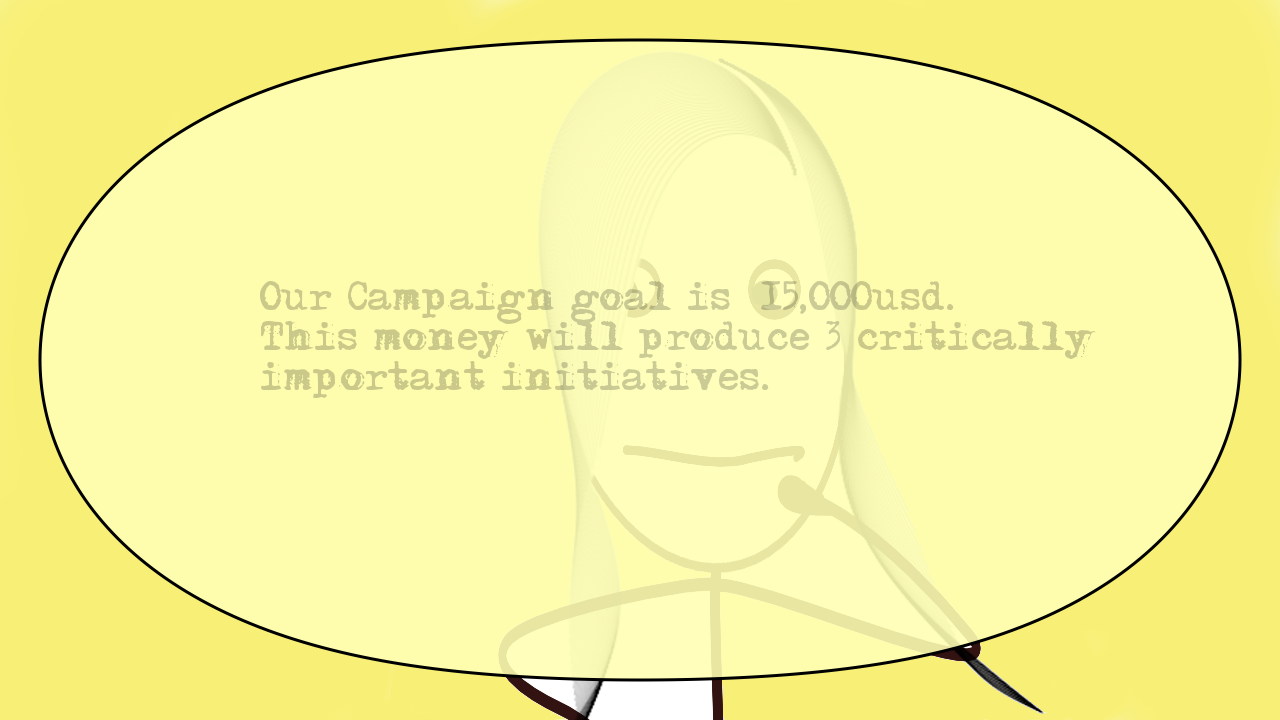 Our Campaign goal is 15,000usd.
This money will produce 3 critically
important initiatives.